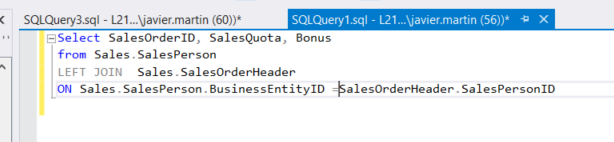 SQLQuery3.sql - L21...\javier.martin (60))*
SQLQuery1.sql - L21...\javier.martin (56))*
Select SalesOrderID, SalesQuota, Bonus
from Sales.SalesPerson
LEFT JOIN  Sales.SalesOrderHeader
ON Sales.SalesPerson.BusinessEntityID =SalesOrderHeader.SalesPersonID